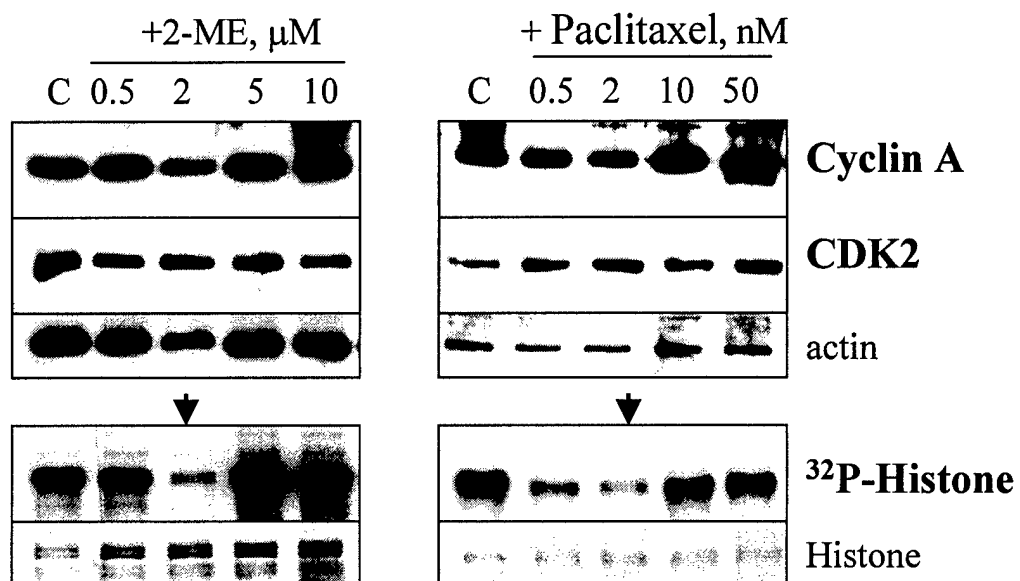 +2-ME, μM
+ Paclitaxel, nM
C 0.5 2 5 10
C 0.5 2 10 50
Cyclin A
CDK2
actin
³²P-Histone
Histone